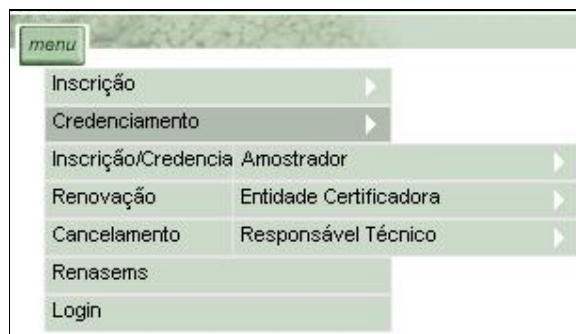 menu
Inscrição
Credenciamento
Inscrição/Credencia Amostrador
Renovação Entidade Certificadora
Cancelamento Responsável Técnico
Renasems
Login